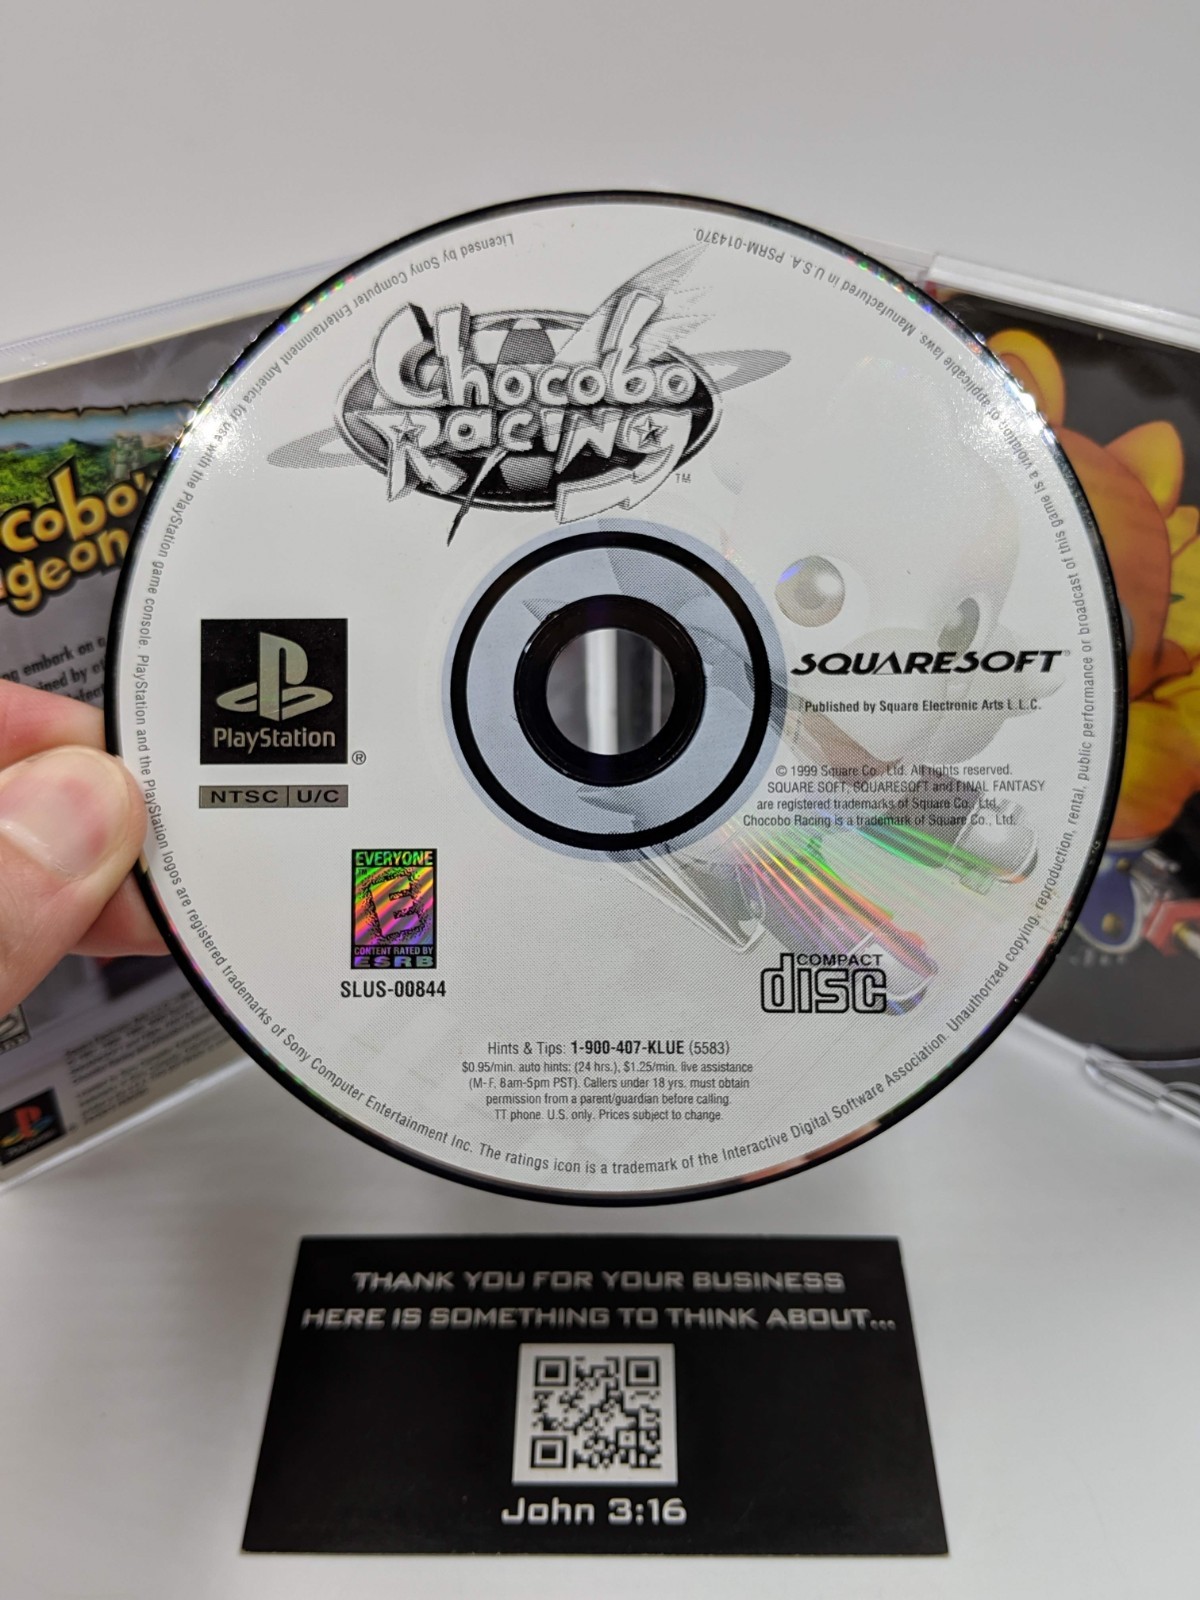 Licensed by Sony Computer Entertainment America for use with the PlayStation game console. PlayStation and the PlayStation logos are registered trademarks of Sony Computer Entertainment Inc. The ratings icon is a trademark of the Interactive Digital Software Association. Unauthorized copying, reproduction, rental, public performance or broadcast of this game is a violation of applicable laws. Manufactured in U.S.A. PSRM-014370.
Chocobo
Racing™
cobo's
geon
embark on a
PlayStation®
NTSC U/C
SQUARESOFT
Published by Square Electronic Arts L.L.C.
© 1999 Square Co., Ltd. All rights reserved.
SQUARE SOFT, SQUARESOFT and FINAL FANTASY
are registered trademarks of Square Co., Ltd.
Chocobo Racing is a trademark of Square Co., Ltd.
EVERYONE
TM
E
CONTENT RATED BY
ESRB
SLUS-00844
COMPACT
disc
Hints & Tips: 1-900-407-KLUE (5583)
$0.95/min. auto hints: (24 hrs.), $1.25/min. live assistance
(M-F, 8am-5pm PST). Callers under 18 yrs. must obtain
permission from a parent/guardian before calling.
TT phone. U.S. only. Prices subject to change.
THANK YOU FOR YOUR BUSINESS
HERE IS SOMETHING TO THINK ABOUT...
John 3:16